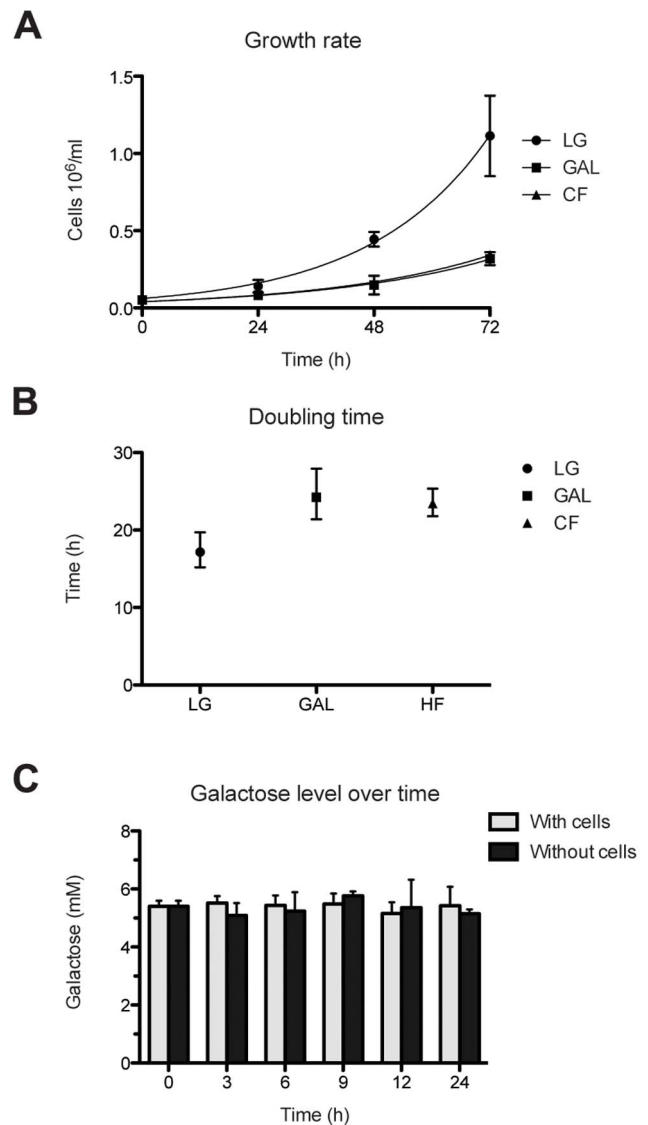 A
Growth rate
Cells 10⁶/ml
1.5
1.0
0.5
0.0
0 24 48 72
Time (h)
LG
GAL
CF
B
Doubling time
Time (h)
30
20
10
0
LG GAL HF
LG
GAL
CF
C
Galactose level over time
Galactose (mM)
8
6
4
2
0
0 3 6 9 12 24
Time (h)
With cells
Without cells